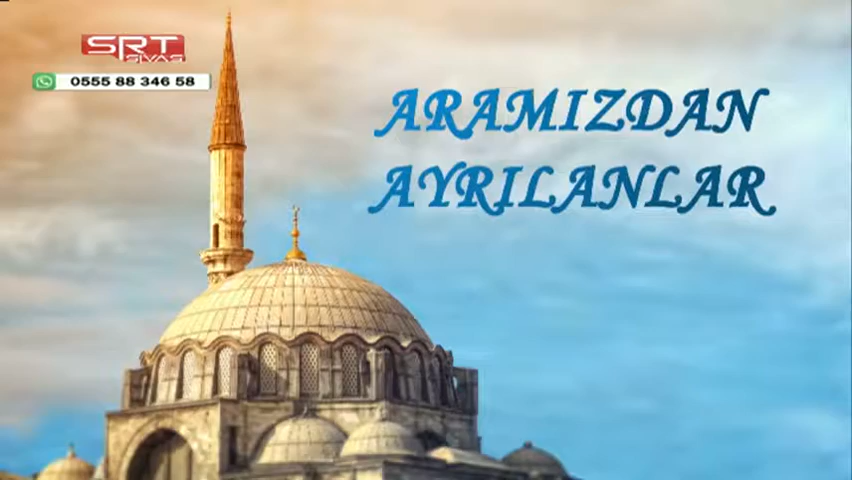 SRT
SİVAS
0555 88 346 58
ARAMIZDAN
AYRILANLAR